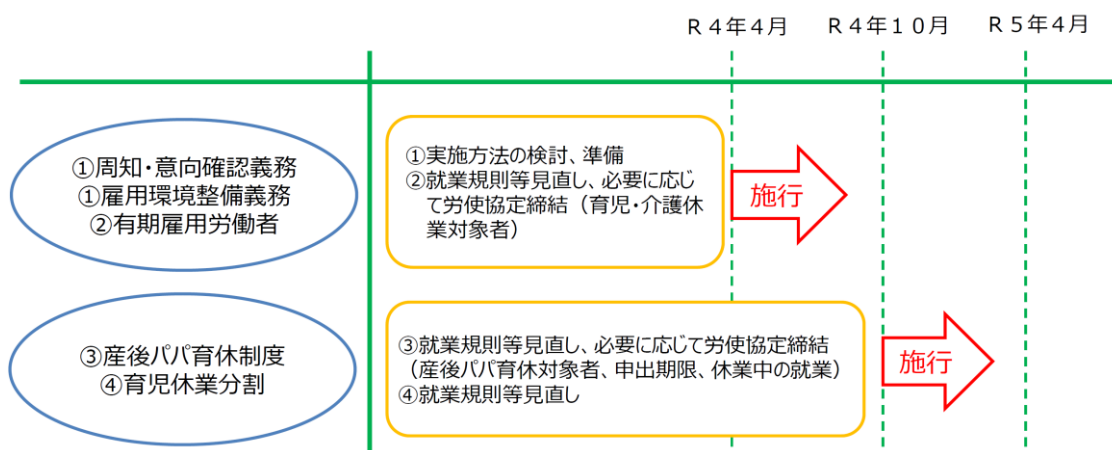 R4年4月 R4年10月 R5年4月
①周知・意向確認義務
①雇用環境整備義務
②有期雇用労働者
①実施方法の検討、準備
②就業規則等見直し、必要に応じ
て労使協定締結（育児・介護休
業対象者）
施行
③産後パパ育休制度
④育児休業分割
③就業規則等見直し、必要に応じて労使協定締結
（産後パパ育休対象者、申出期限、休業中の就業）
④就業規則等見直し
施行